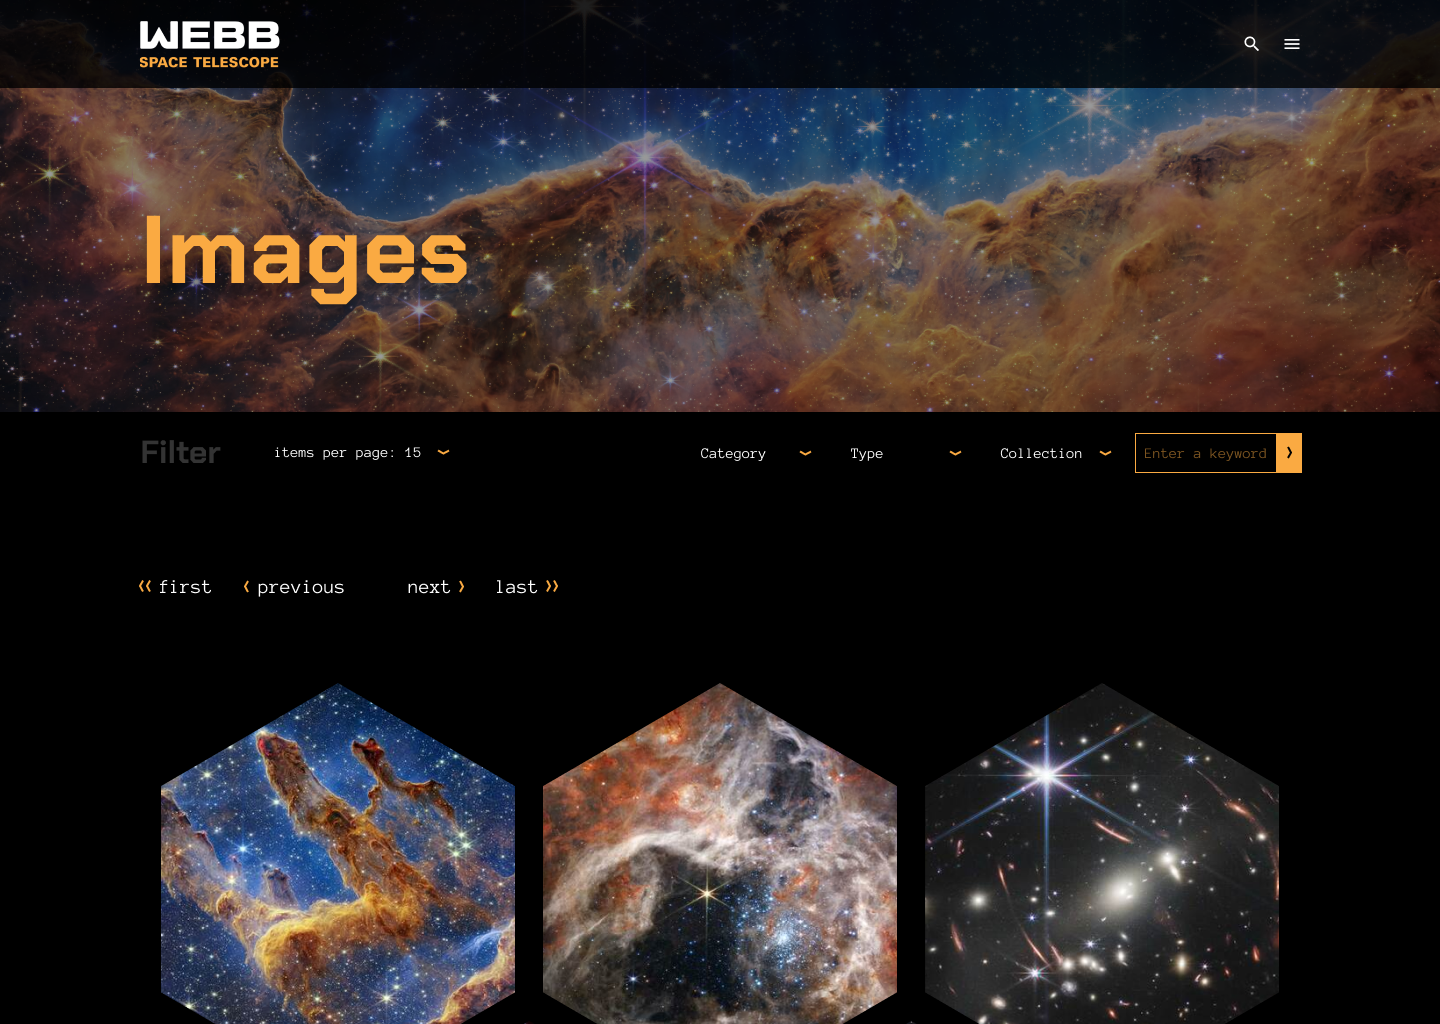 WEBB
SPACE TELESCOPE
Images
Filter
items per page: 15
Category
Type
Collection
Enter a keyword
first
previous
next
last